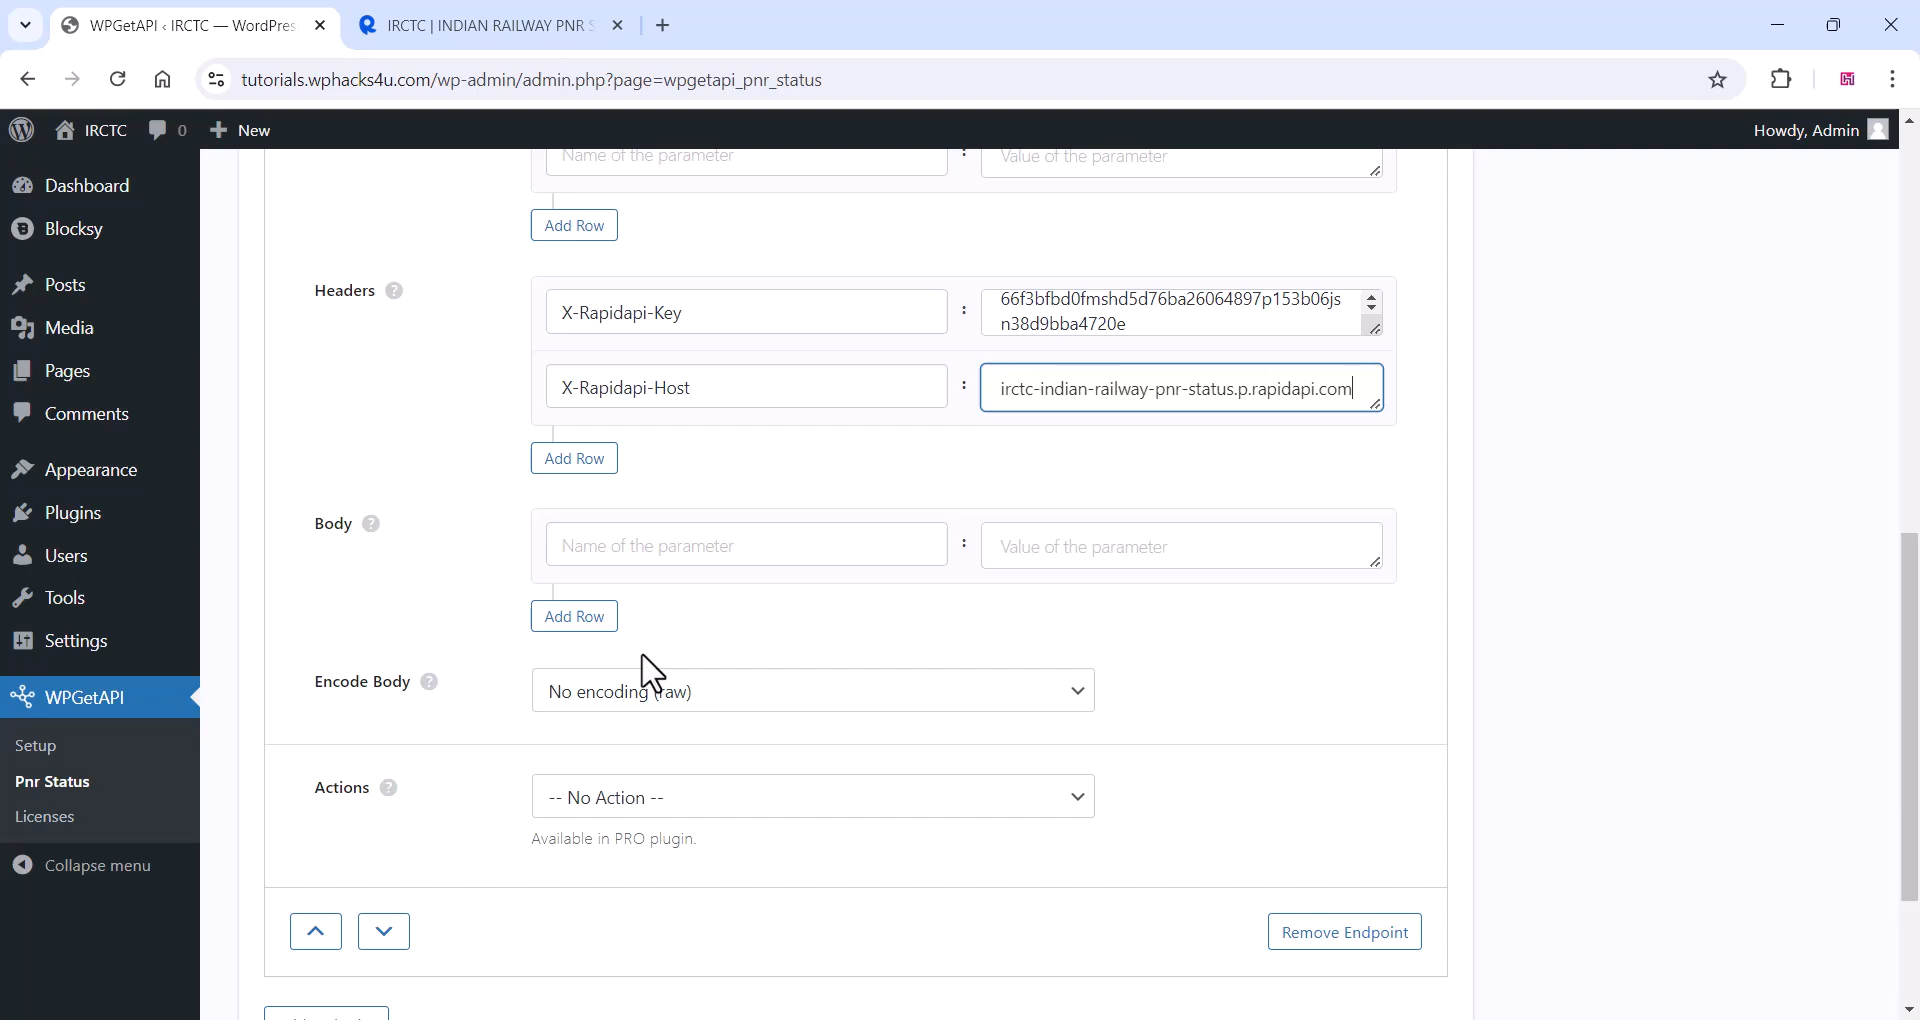 WPGetAPI ‹ IRCTC — WordPres
IRCTC | INDIAN RAILWAY PNR S
tutorials.wphacks4u.com/wp-admin/admin.php?page=wpgetapi_pnr_status
IRCTC
0
New
Howdy, Admin
Dashboard
Blocksy
Posts
Media
Pages
Comments
Appearance
Plugins
Users
Tools
Settings
WPGetAPI
Setup
Pnr Status
Licenses
Collapse menu
Name of the parameter : Value of the parameter
Add Row
Headers ?
X-Rapidapi-Key : 66f3bfbd0fmshd5d76ba26064897p153b06js
n38d9bba4720e
X-Rapidapi-Host : irctc-indian-railway-pnr-status.p.rapidapi.com
Add Row
Body ?
Name of the parameter : Value of the parameter
Add Row
Encode Body ?
No encoding (raw)
Actions ?
-- No Action --
Available in PRO plugin.
Remove Endpoint